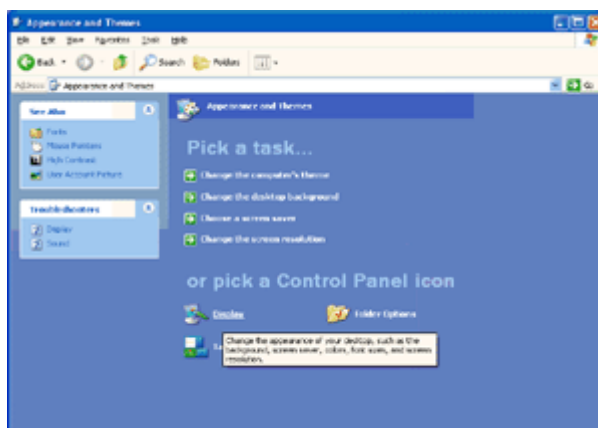 Appearance and Themes
File Edit View Favorites Tools Help
Back Search Folders
Address Appearance and Themes Go
See Also
Fonts
Mouse Pointers
High Contrast
User Account Picture
Troubleshooters
Display
Sound
Appearance and Themes
Pick a task...
Change the computer's theme
Change the desktop background
Choose a screen saver
Change the screen resolution
or pick a Control Panel icon
Display Folder Options
Change the appearance of your desktop, such as the
background, screen saver, colors, font sizes, and screen
resolution.